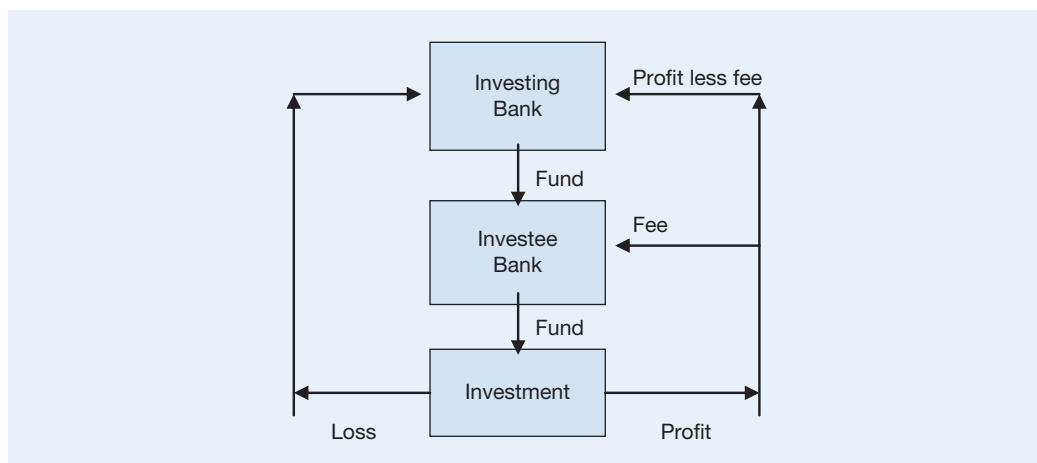 Investing
Bank
Profit less fee
Fund
Investee
Bank
Fee
Fund
Investment
Loss
Profit